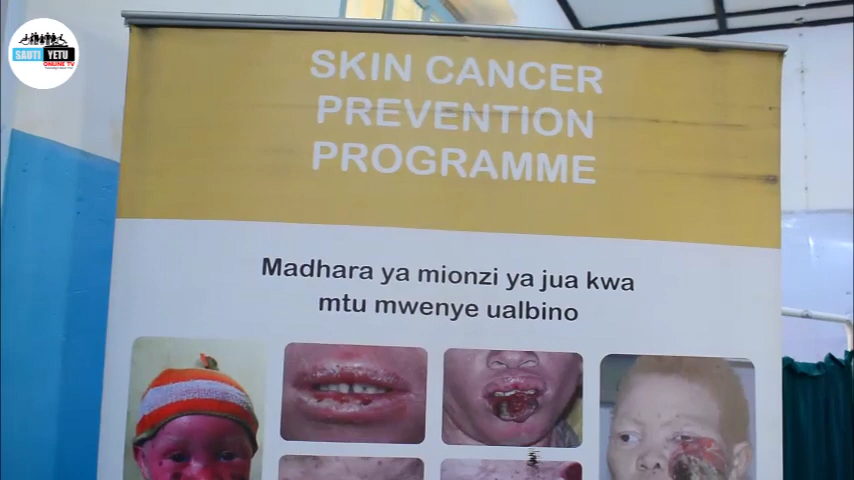 SAUTI YETU
ONLINE TV
SKIN CANCER
PREVENTION
PROGRAMME
Madhara ya mionzi ya jua kwa
mtu mwenye ualbino